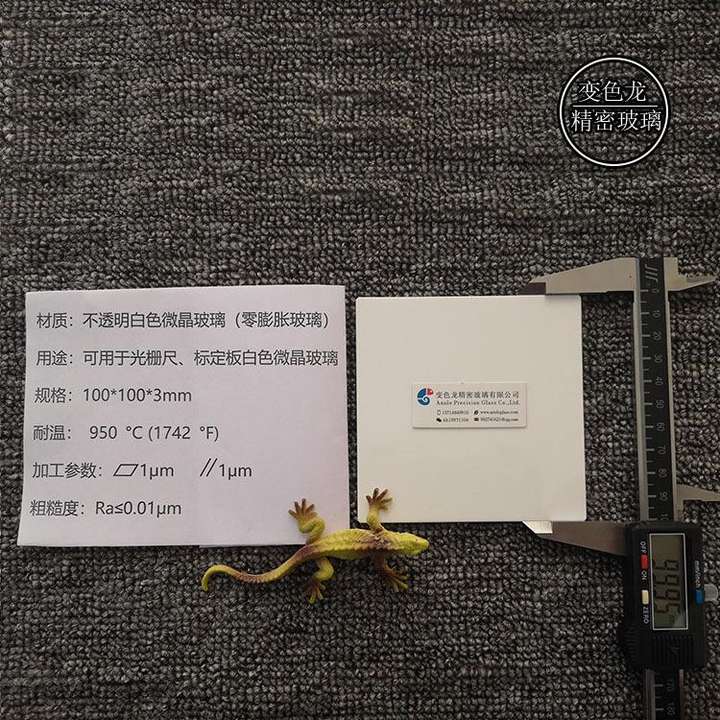 变色龙
精密玻璃
材质：不透明白色微晶玻璃（零膨胀玻璃）
用途：可用于光栅尺、标定板白色微晶玻璃
规格：100*100*3mm
耐温： 950 °C (1742 °F)
加工参数：▱1μm //1μm
粗糙度：Ra≤0.01μm
变色龙精密玻璃有限公司
Precision Glass Co.,Ltd.
ON
OFF
ZERO